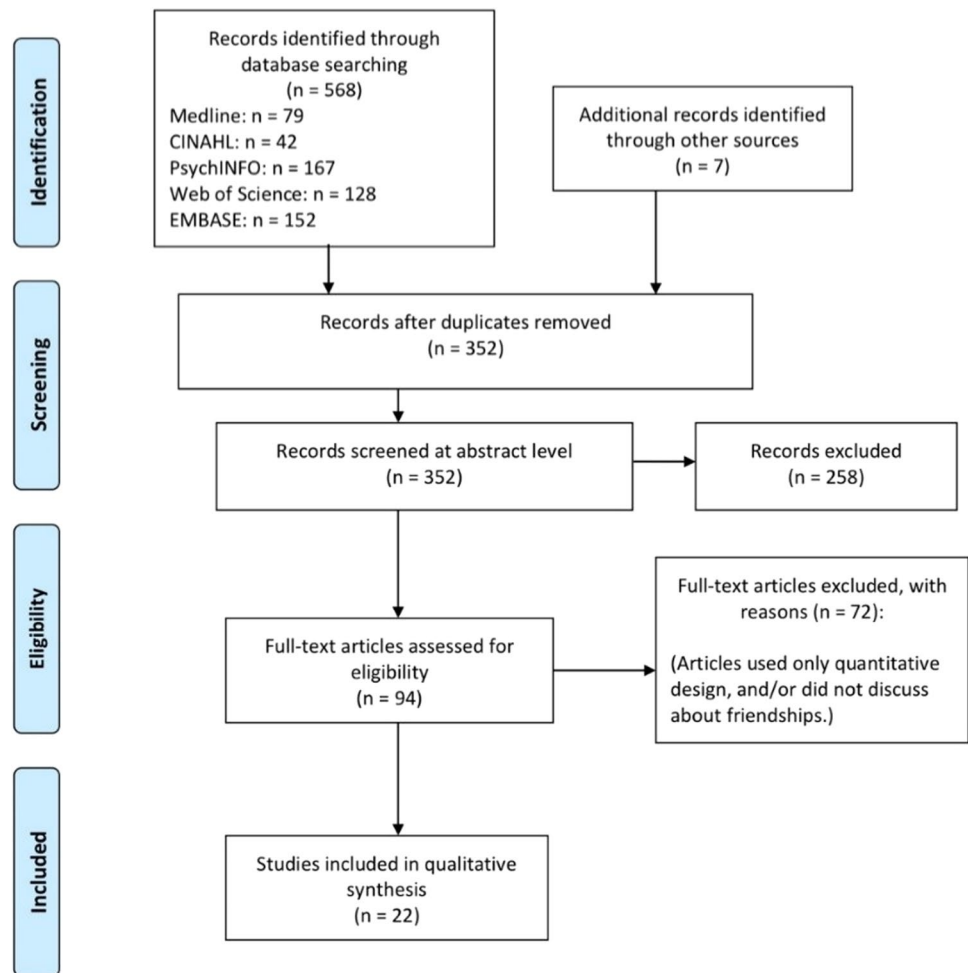 Identification
Records identified through
database searching
(n = 568)
Medline: n = 79
CINAHL: n = 42
PsychINFO: n = 167
Web of Science: n = 128
EMBASE: n = 152
Additional records identified
through other sources
(n = 7)
Screening
Records after duplicates removed
(n = 352)
Records screened at abstract level
(n = 352)
Records excluded
(n = 258)
Eligibility
Full-text articles assessed for
eligibility
(n = 94)
Full-text articles excluded, with
reasons (n = 72):
(Articles used only quantitative
design, and/or did not discuss
about friendships.)
Included
Studies included in qualitative
synthesis
(n = 22)